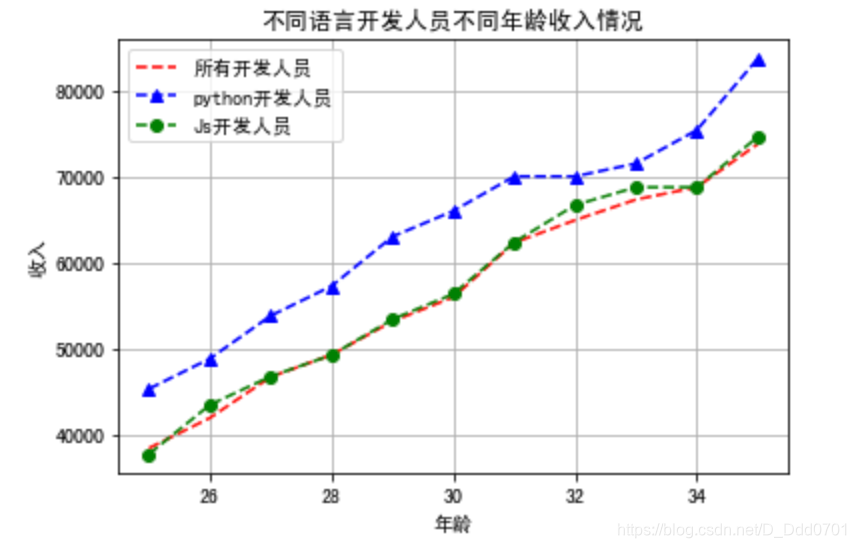 不同语言开发人员不同年龄收入情况
所有开发人员
python开发人员
Js开发人员
80000
70000
60000
50000
40000
收入
26 28 30 32 34
年龄
https://blog.csdn.net/D_Ddd0701